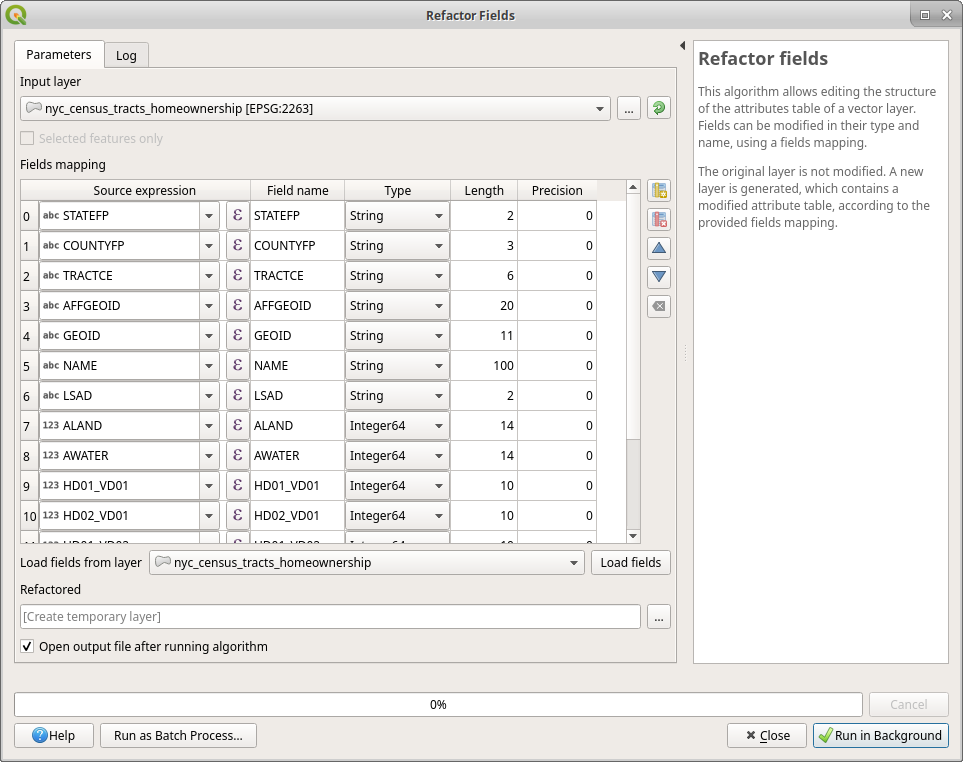 Refactor Fields
Parameters
Log
Input layer
nyc_census_tracts_homeownership [EPSG:2263]
...
Selected features only
Fields mapping
Source expression Field name Type Length Precision
0 abc STATEFP ε STATEFP String 2 0
1 abc COUNTYFP ε COUNTYFP String 3 0
2 abc TRACTCE ε TRACTCE String 6 0
3 abc AFFGEOID ε AFFGEOID String 20 0
4 abc GEOID ε GEOID String 11 0
5 abc NAME ε NAME String 100 0
6 abc LSAD ε LSAD String 2 0
7 123 ALAND ε ALAND Integer64 14 0
8 123 AWATER ε AWATER Integer64 14 0
9 123 HD01_VD01 ε HD01_VD01 Integer64 10 0
10 123 HD02_VD01 ε HD02_VD01 Integer64 10 0
Load fields from layer nyc_census_tracts_homeownership Load fields
Refactored
[Create temporary layer]
...
Open output file after running algorithm
Refactor fields
This algorithm allows editing the structure
of the attributes table of a vector layer.
Fields can be modified in their type and
name, using a fields mapping.
The original layer is not modified. A new
layer is generated, which contains a
modified attribute table, according to the
provided fields mapping.
0%
Cancel
Help
Run as Batch Process...
Close
Run in Background